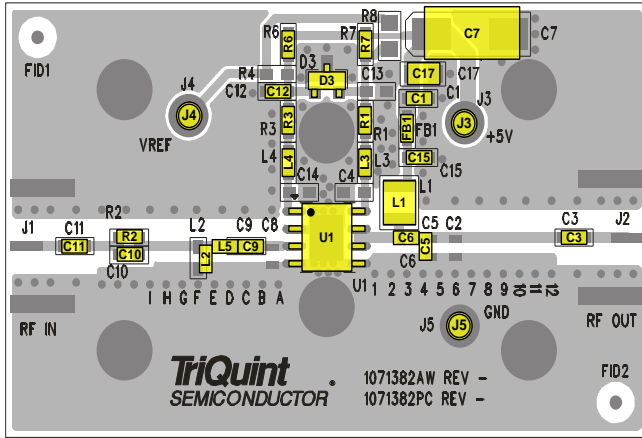 FID1
R8
R6
R6
R7
R7
C7
C7
R4
D3
D3
C13
C17
C17
J4
J4
C12
C12
C1
C1
J3
J3
VREF
R3
R3
R1
R1
FB1
FB1
+5V
L4
L4
L3
L3
C15
C15
C14
C4
L1
L1
J1
C11
C11
R2
R2
C10
C10
L2
L2
L5
C9
C9
C8
U1
U1
C6
C6
C5
C5
C2
C3
C3
J2
I H G F E D C B A
1 2 3 4 5 6 7 8 9 10 11 12
RF IN
J5
J5
GND
RF OUT
TriQuint
SEMICONDUCTOR
1071382AW REV -
1071382PC REV -
FID2